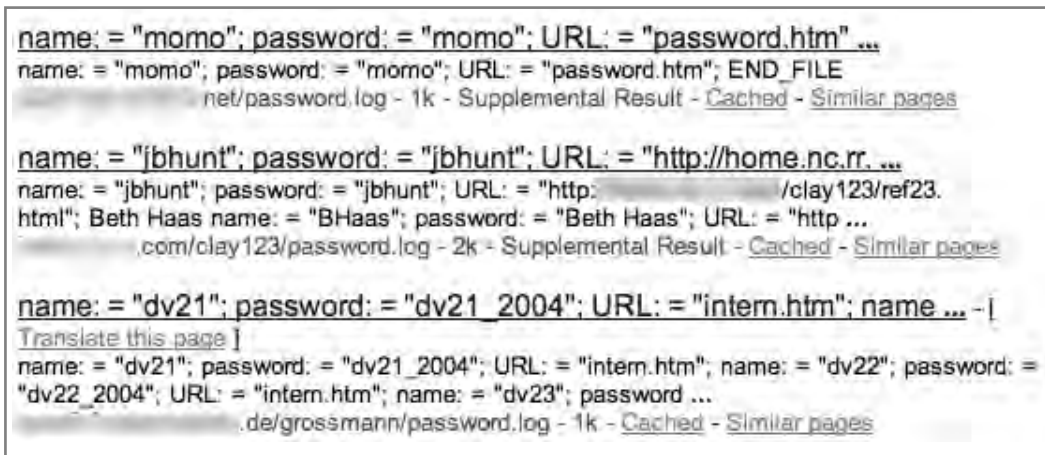 name: = "momo"; password: = "momo"; URL: = "password.htm" ...
name: = "momo"; password: = "momo"; URL: = "password.htm"; END_FILE
net/password.log - 1k - Supplemental Result - Cached - Similar pages
name: = "jbhunt"; password: = "jbhunt"; URL: = "http://home.nc.rr. ...
name: = "jbhunt"; password: = "jbhunt"; URL: = "http: /clay123/ref23.
html"; Beth Haas name: = "BHaas"; password: = "Beth Haas"; URL: = "http ...
.com/clay123/password.log - 2k - Supplemental Result - Cached - Similar pages
name: = "dv21"; password: = "dv21_2004"; URL: = "intern.htm"; name ... - [
Translate this page ]
name: = "dv21"; password: = "dv21_2004"; URL: = "intern.htm"; name: = "dv22"; password: =
"dv22_2004"; URL: = "intern.htm"; name: = "dv23"; password ...
.de/grossmann/password.log - 1k - Cached - Similar pages